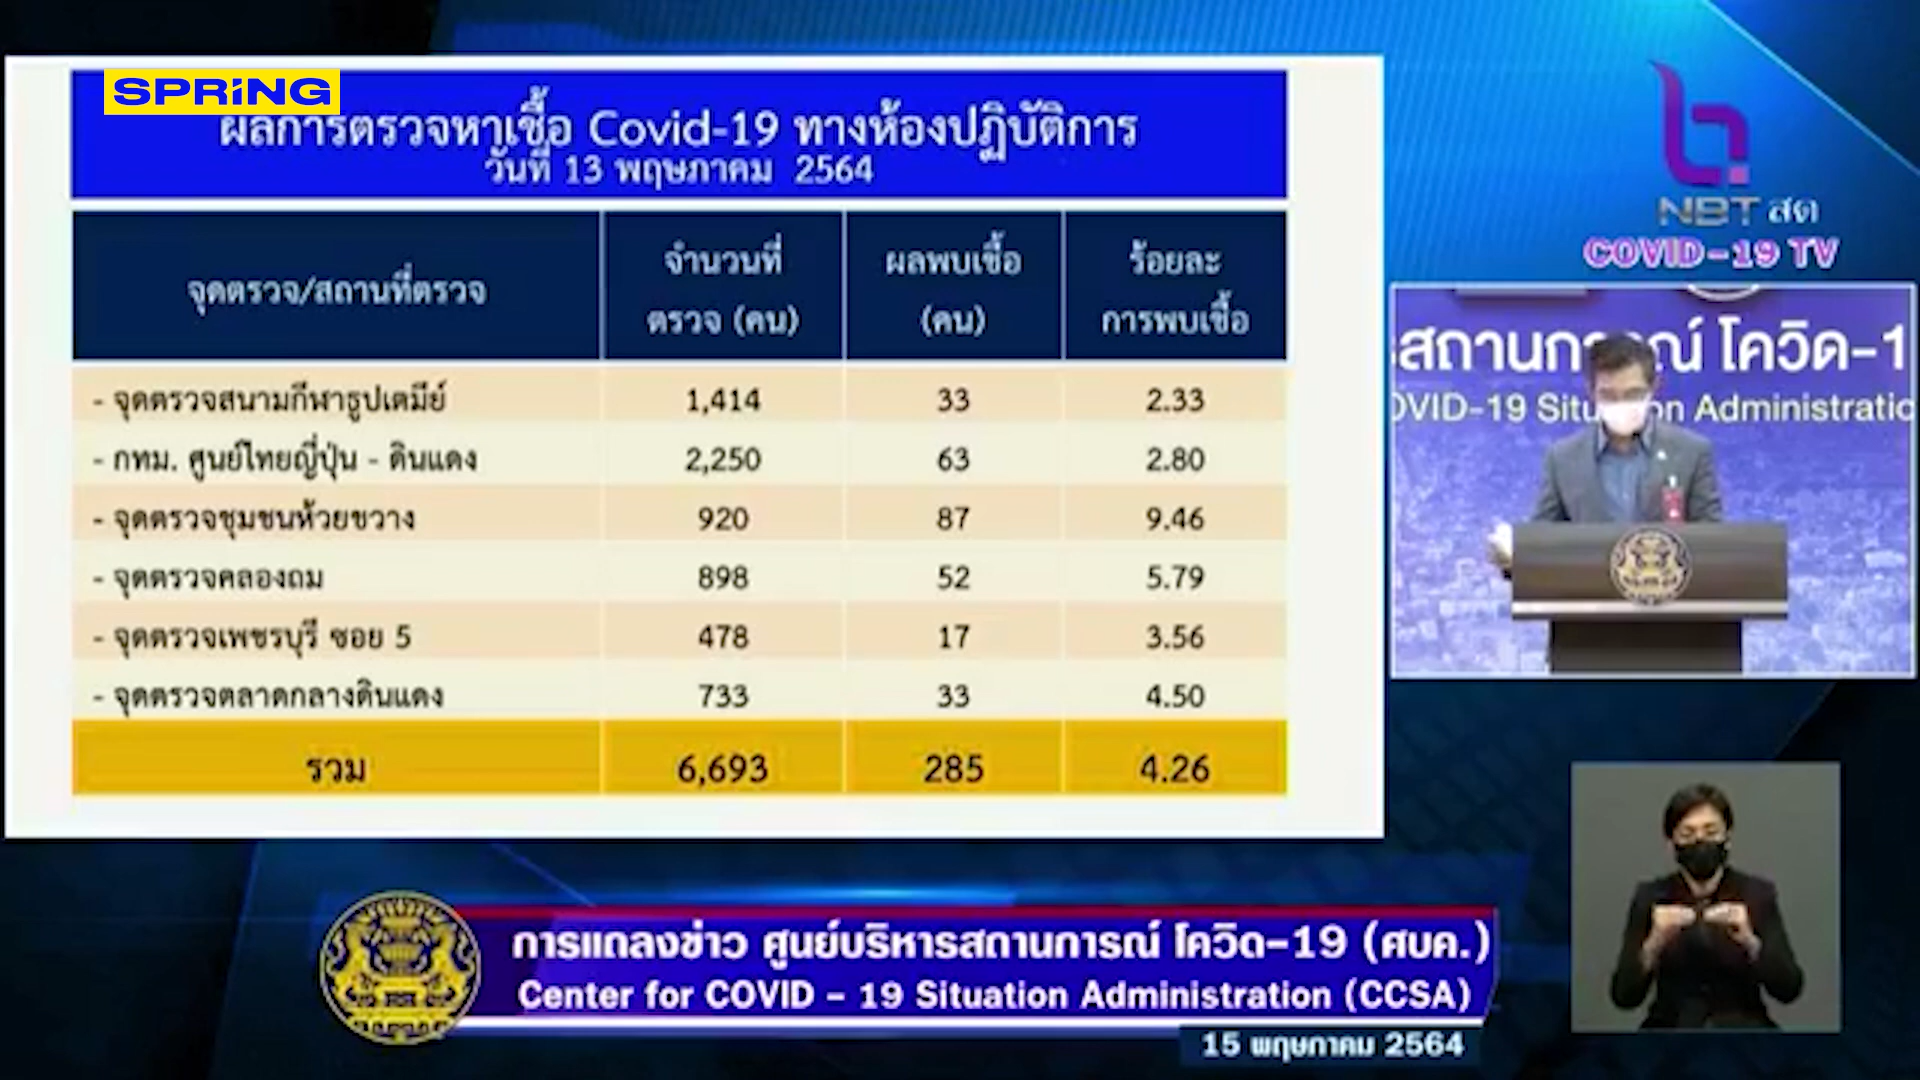 SPRiNG
ผลการตรวจหาเชื้อ Covid-19 ทางห้องปฏิบัติการ
วันที่ 13 พฤษภาคม 2564
จุดตรวจ/สถานที่ตรวจ จำนวนที่ตรวจ (คน) ผลพบเชื้อ (คน) ร้อยละการพบเชื้อ
- จุดตรวจสนามกีฬาธูปเตมีย์ 1,414 33 2.33
- กทม. ศูนย์ไทยญี่ปุ่น - ดินแดง 2,250 63 2.80
- จุดตรวจชุมชนห้วยขวาง 920 87 9.46
- จุดตรวจคลองถม 898 52 5.79
- จุดตรวจเพชรบุรี ซอย 5 478 17 3.56
- จุดตรวจตลาดกลางดินแดง 733 33 4.50
รวม 6,693 285 4.26
NBT สด
COVID-19 TV
สถานการณ์ โควิด-1
OVID-19 Situation Administratio
การแถลงข่าว ศูนย์บริหารสถานการณ์ โควิด-19 (ศบค.)
Center for COVID - 19 Situation Administration (CCSA)
15 พฤษภาคม 2564